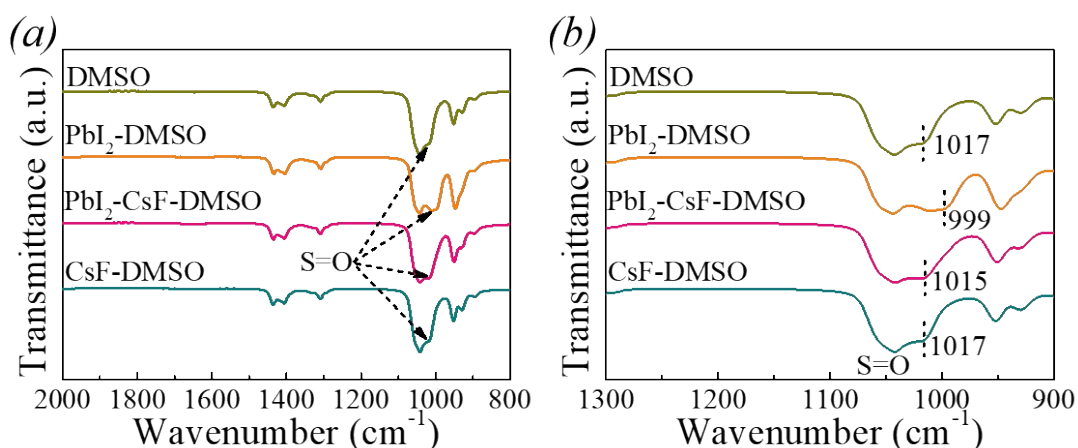 (a)
Transmittance (a.u.)
DMSO
PbI2-DMSO
PbI2-CsF-DMSO
S=O
CsF-DMSO
2000 1600 1400 1200 1000 800
Wavenumber (cm-1)
(b)
Transmittance (a.u.)
DMSO
1017
PbI2-DMSO
999
PbI2-CsF-DMSO
1015
CsF-DMSO
1017
S=O
1300 1100 1000 900
Wavenumber (cm-1)